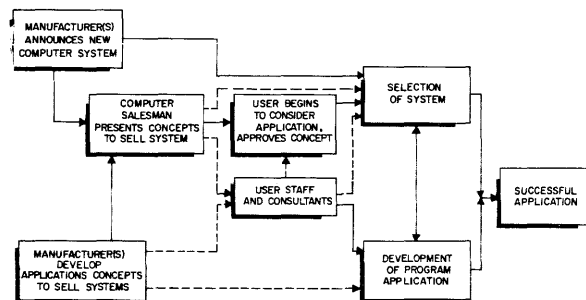 MANUFACTURER(S)
ANNOUNCES NEW
COMPUTER SYSTEM
COMPUTER
SALESMAN
PRESENTS CONCEPTS
TO SELL SYSTEM
USER BEGINS
TO CONSIDER
APPLICATION,
APPROVES CONCEPT
SELECTION
OF SYSTEM
USER STAFF
AND CONSULTANTS
SUCCESSFUL
APPLICATION
MANUFACTURER(S)
DEVELOP
APPLICATIONS CONCEPTS
TO SELL SYSTEMS
DEVELOPMENT
OF PROGRAM
APPLICATION